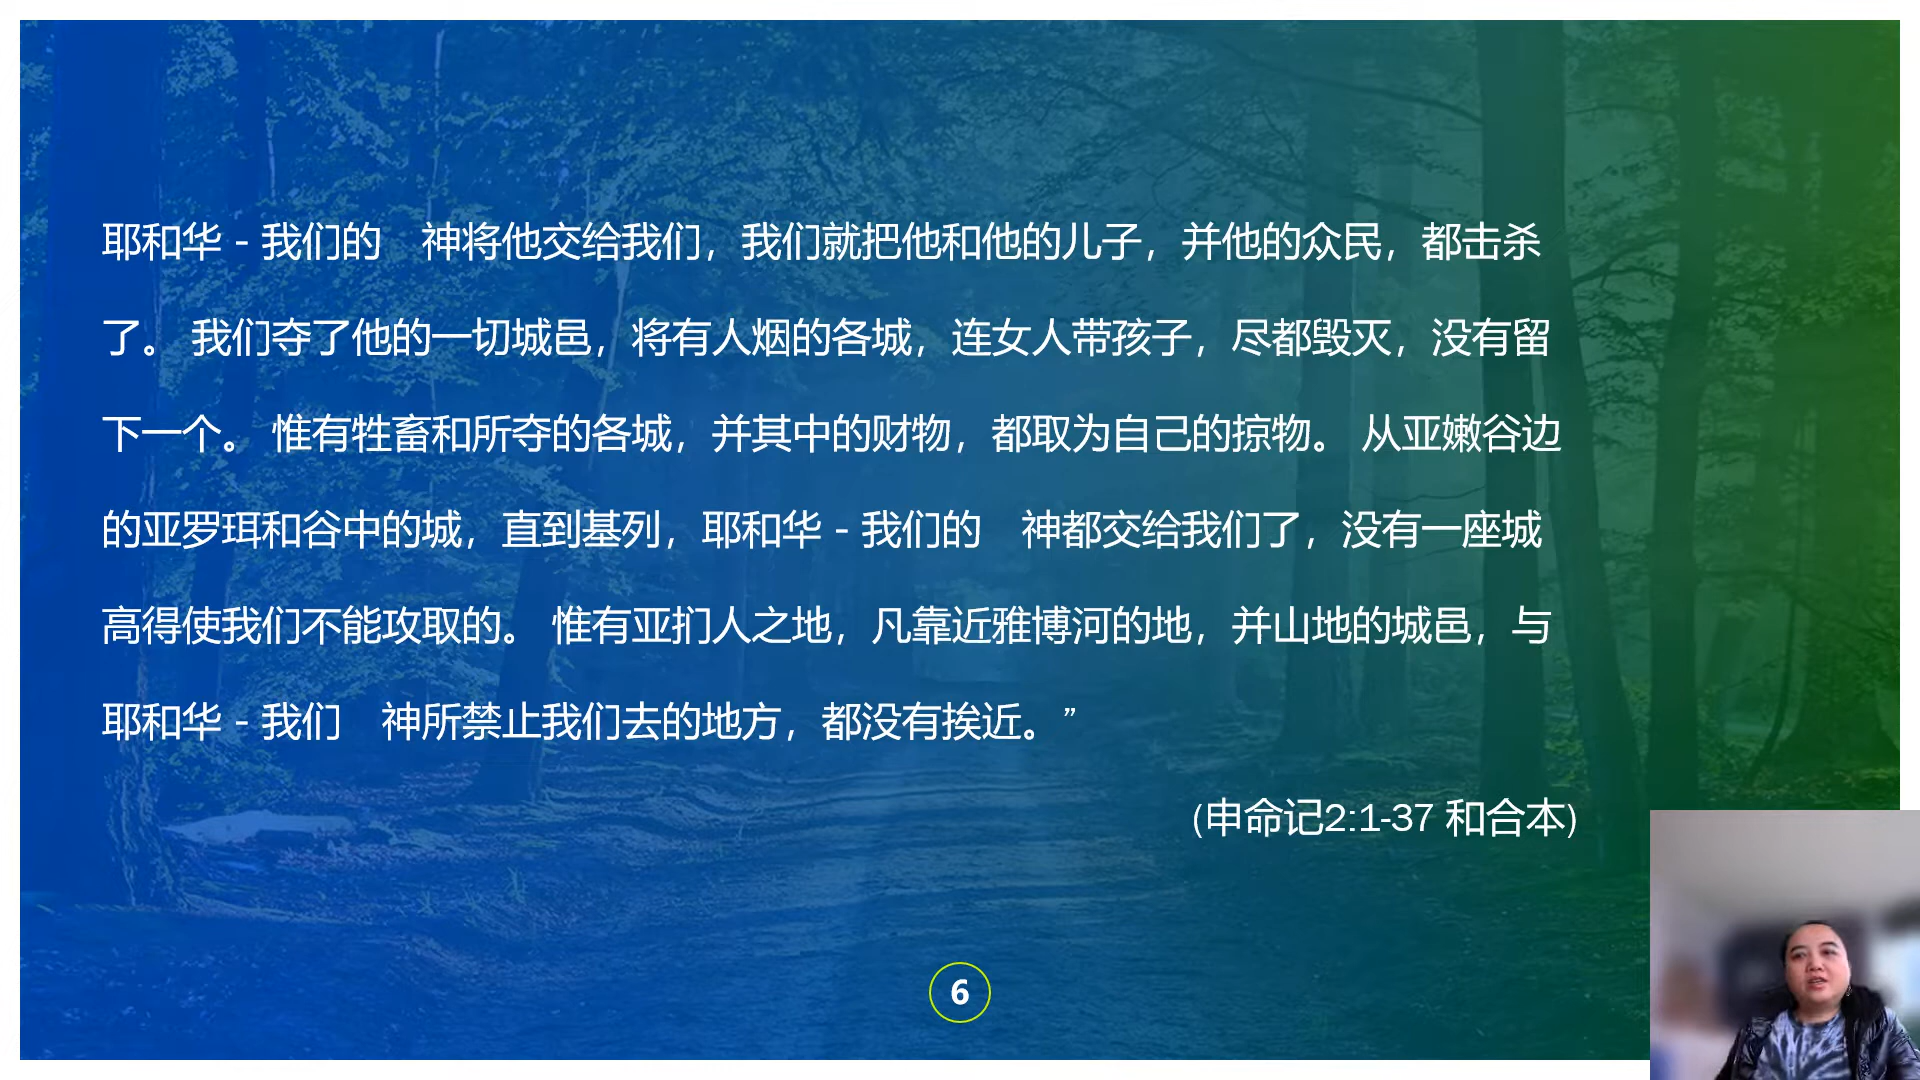 耶和华－我们的　神将他交给我们，我们就把他和他的儿子，并他的众民，都击杀
了。 我们夺了他的一切城邑，将有人烟的各城，连女人带孩子，尽都毁灭，没有留
下一个。 惟有牲畜和所夺的各城，并其中的财物，都取为自己的掠物。 从亚嫩谷边
的亚罗珥和谷中的城，直到基列，耶和华－我们的　神都交给我们了，没有一座城
高得使我们不能攻取的。 惟有亚扪人之地，凡靠近雅博河的地，并山地的城邑，与
耶和华－我们　神所禁止我们去的地方，都没有挨近。”
(申命记2:1-37 和合本)
6